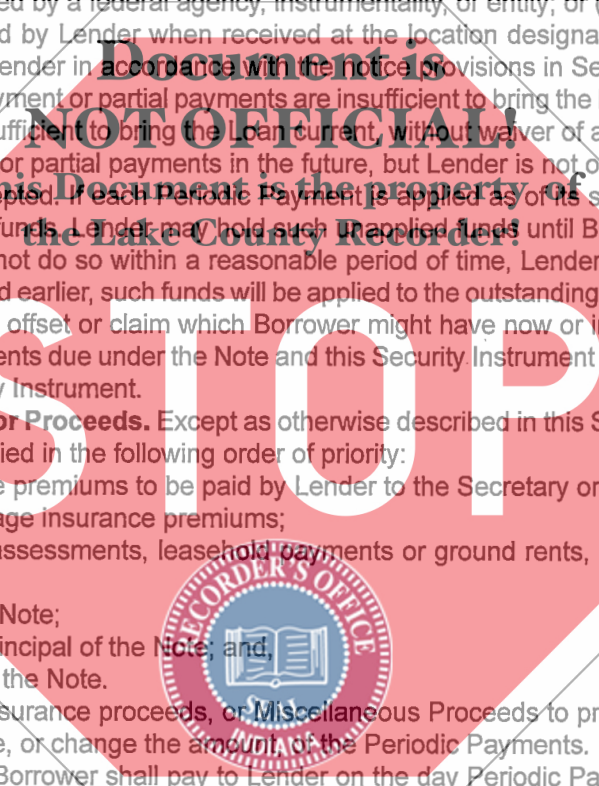 ed by a federal agency, instrumentality, or entity; or
d by Lender when received at the location designa
Document is
ender in accordance with the notice provisions in Se
yment or partial payments are insufficient to bring the
NOT OFFICIAL!
ufficient to bring the Loan current, without waiver of a
or partial payments in the future, but Lender is not o
This Document is the property of
epted. If each Periodic Payment is applied as of its s
the Lake County Recorder!
funds. Lender may hold such unapplied funds until B
not do so within a reasonable period of time, Lender
d earlier, such funds will be applied to the outstanding
offset or claim which Borrower might have now or i
ents due under the Note and this Security Instrument
y Instrument.
STOP
or Proceeds. Except as otherwise described in this S
lied in the following order of priority:
e premiums to be paid by Lender to the Secretary or
age insurance premiums;
assessments, leasehold payments or ground rents,
Note;
incipal of the Note; and,
the Note.
RECORDER'S OFFICE
SEAL
INDIANA
surance proceeds, or Miscellaneous Proceeds to pr
e, or change the amount, of the Periodic Payments.
Borrower shall pay to Lender on the day Periodic Pa